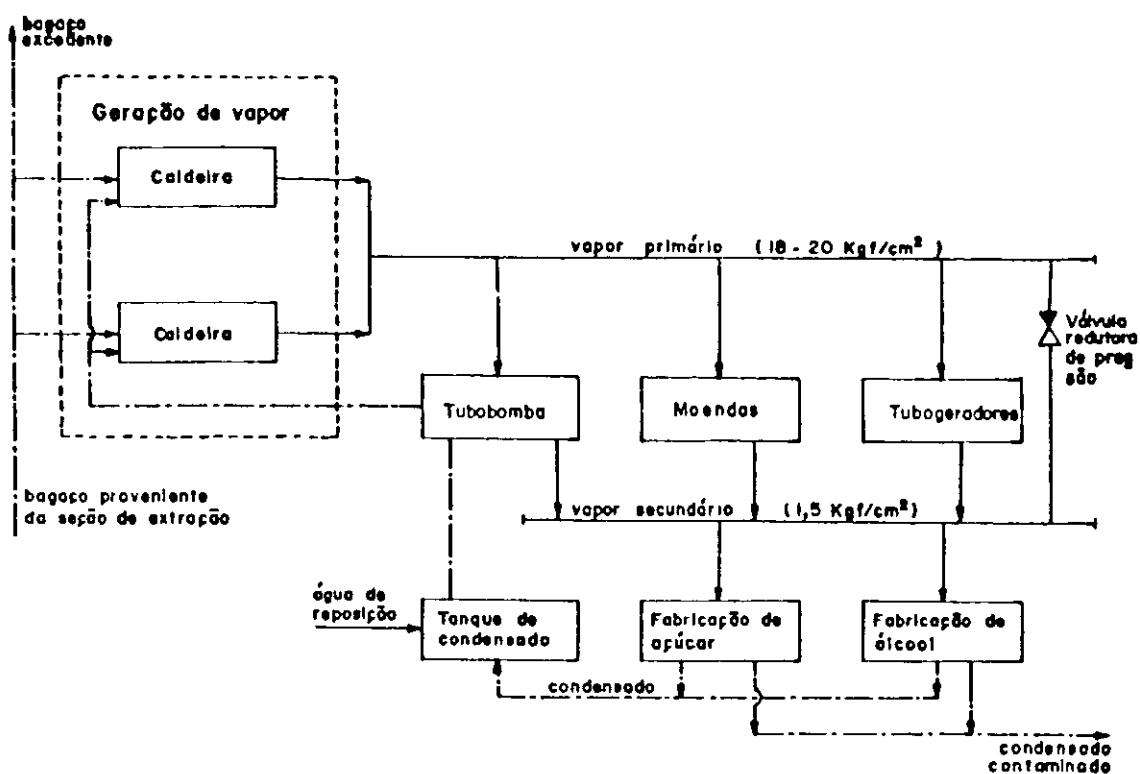 bagaço
excedente
Geração de vapor
Caldeira
Caldeira
vapor primário (18 - 20 Kgf/cm²)
Válvula
redutora
de pres
são
Tubobomba
Moendas
Tubogeradores
bagaço proveniente
da seção de extração
vapor secundário (1,5 Kgf/cm²)
água de
reposição
Tanque de
condensado
Fabricação de
açúcar
Fabricação de
álcool
condensado
condensado
contaminado